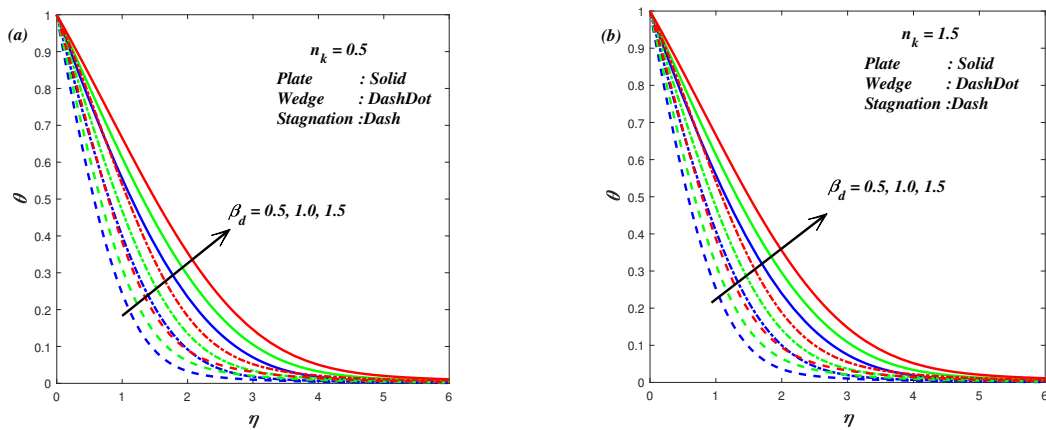 (a)
n_k = 0.5
Plate : Solid
Wedge : DashDot
Stagnation :Dash
β_d = 0.5, 1.0, 1.5
θ
1
0.9
0.8
0.7
0.6
0.5
0.4
0.3
0.2
0.1
0
0 1 2 3 4 5 6
η
(b)
n_k = 1.5
Plate : Solid
Wedge : DashDot
Stagnation :Dash
β_d = 0.5, 1.0, 1.5
θ
1
0.9
0.8
0.7
0.6
0.5
0.4
0.3
0.2
0.1
0
0 1 2 3 4 5 6
η